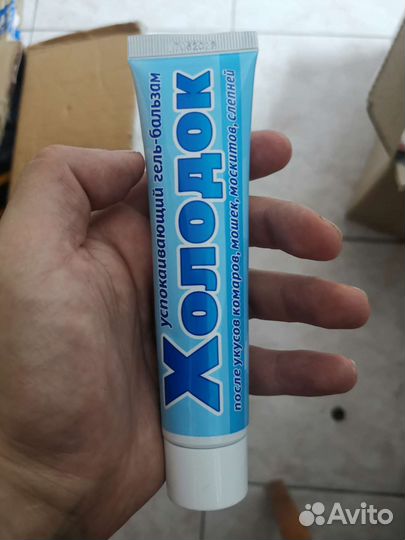 успокаивающий гель-бальзам
Холодок
после укусов комаров, мошек, москитов, слепней
Avito